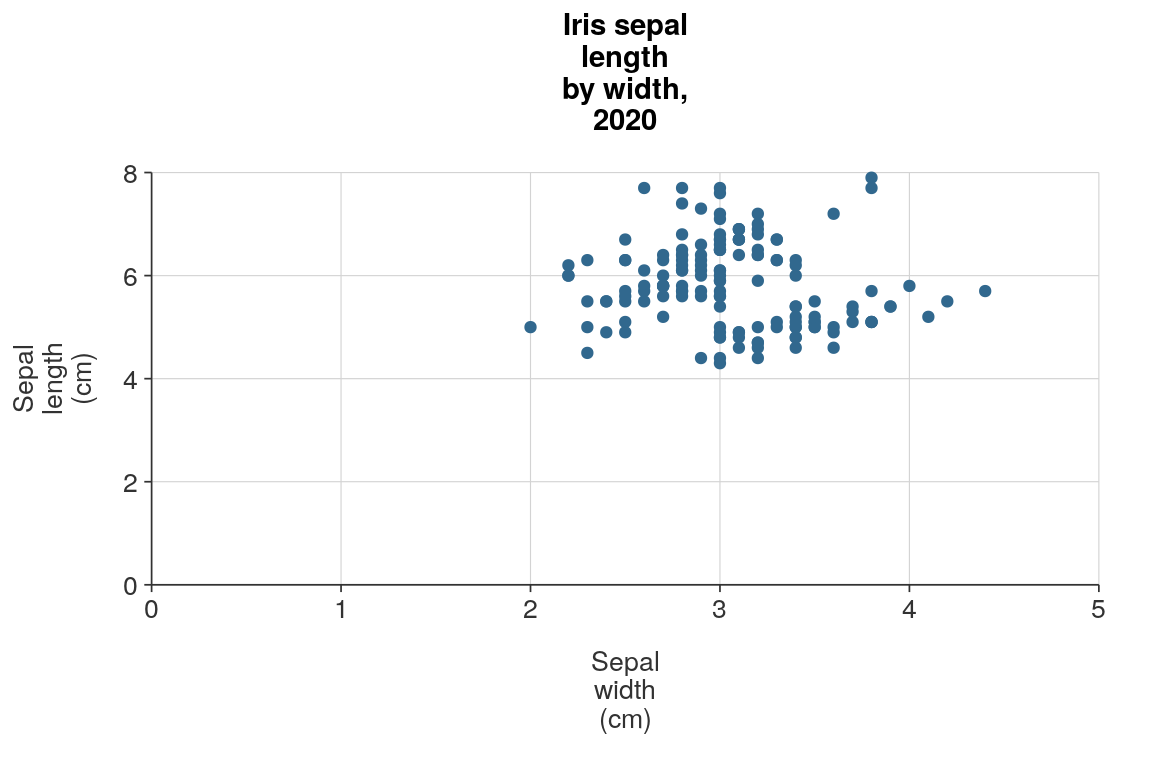 Iris sepal
length
by width,
2020
Sepal
length
(cm)
8
6
4
2
0
0 1 2 3 4 5
Sepal
width
(cm)